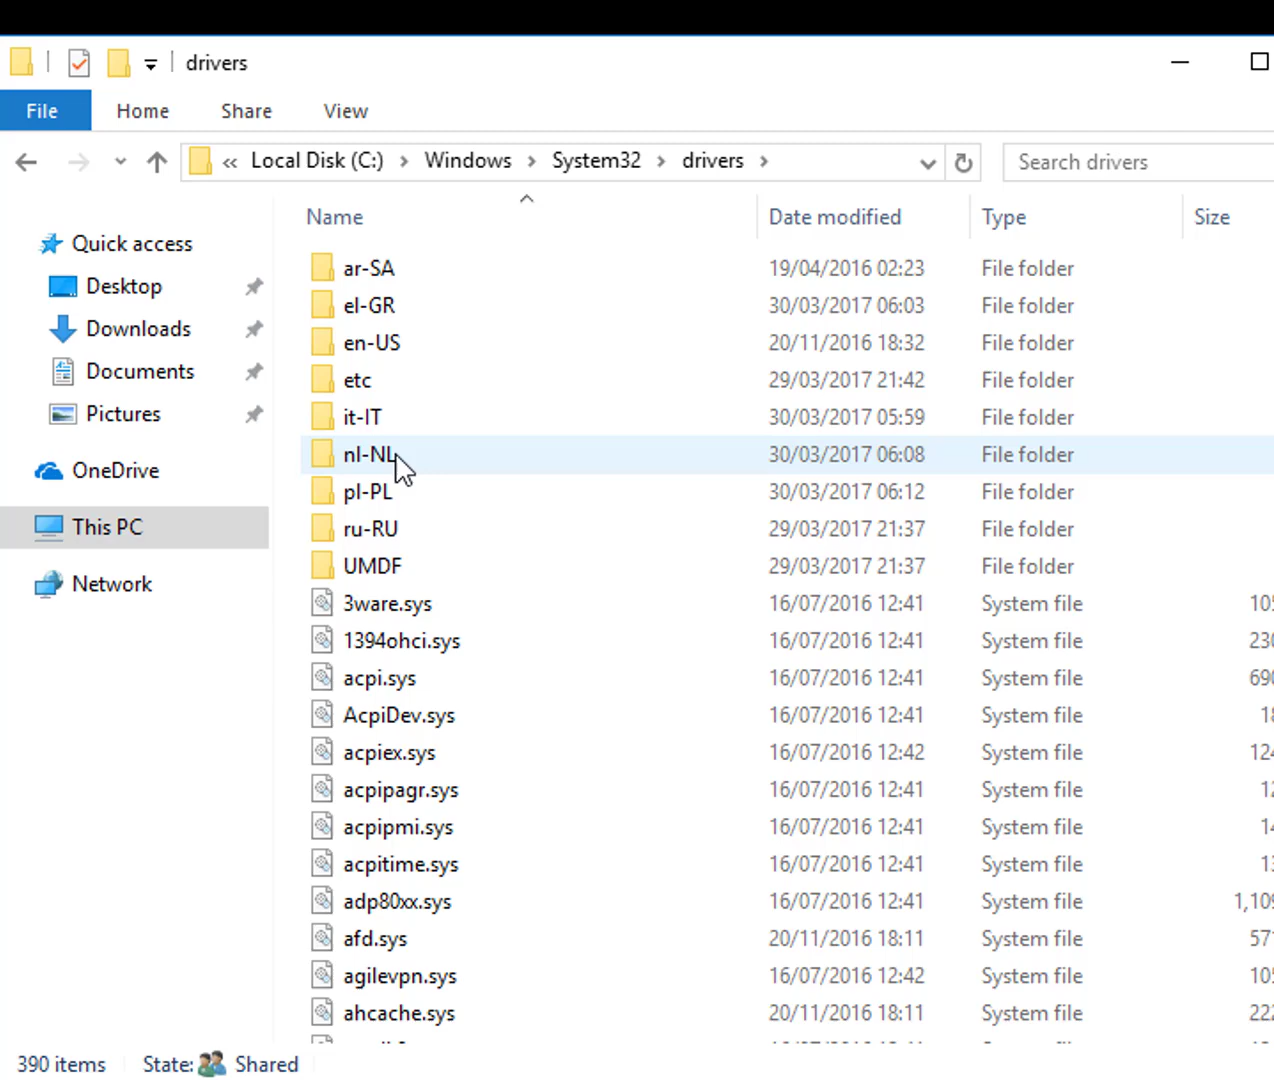 drivers
File Home Share View
« Local Disk (C:) › Windows › System32 › drivers ›
Search drivers
Quick access
Desktop
Downloads
Documents
Pictures
OneDrive
This PC
Network
Name Date modified Type Size
ar-SA 19/04/2016 02:23 File folder
el-GR 30/03/2017 06:03 File folder
en-US 20/11/2016 18:32 File folder
etc 29/03/2017 21:42 File folder
it-IT 30/03/2017 05:59 File folder
nl-NL 30/03/2017 06:08 File folder
pl-PL 30/03/2017 06:12 File folder
ru-RU 29/03/2017 21:37 File folder
UMDF 29/03/2017 21:37 File folder
3ware.sys 16/07/2016 12:41 System file
1394ohci.sys 16/07/2016 12:41 System file
acpi.sys 16/07/2016 12:41 System file
AcpiDev.sys 16/07/2016 12:41 System file
acpiex.sys 16/07/2016 12:42 System file
acpipagr.sys 16/07/2016 12:41 System file
acpipmi.sys 16/07/2016 12:41 System file
acpitime.sys 16/07/2016 12:41 System file
adp80xx.sys 16/07/2016 12:41 System file
afd.sys 20/11/2016 18:11 System file
agilevpn.sys 16/07/2016 12:42 System file
ahcache.sys 20/11/2016 18:11 System file
390 items State: Shared